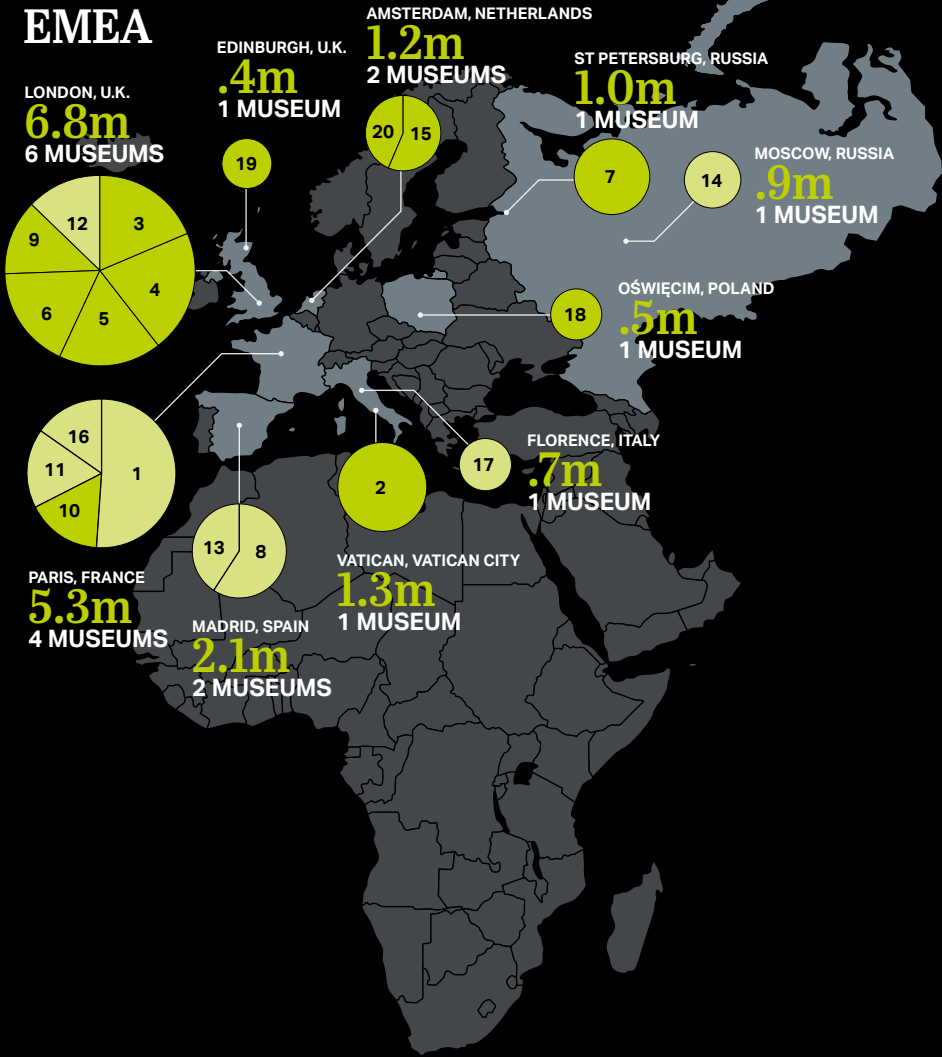 EMEA
LONDON, U.K.
6.8m
6 MUSEUMS
12
3
9
4
6
5
EDINBURGH, U.K.
.4m
1 MUSEUM
19
AMSTERDAM, NETHERLANDS
1.2m
2 MUSEUMS
20
15
ST PETERSBURG, RUSSIA
1.0m
1 MUSEUM
7
MOSCOW, RUSSIA
.9m
1 MUSEUM
14
OŚWIĘCIM, POLAND
.5m
1 MUSEUM
18
16
1
11
10
PARIS, FRANCE
5.3m
4 MUSEUMS
13
8
MADRID, SPAIN
2.1m
2 MUSEUMS
2
VATICAN, VATICAN CITY
1.3m
1 MUSEUM
17
FLORENCE, ITALY
.7m
1 MUSEUM